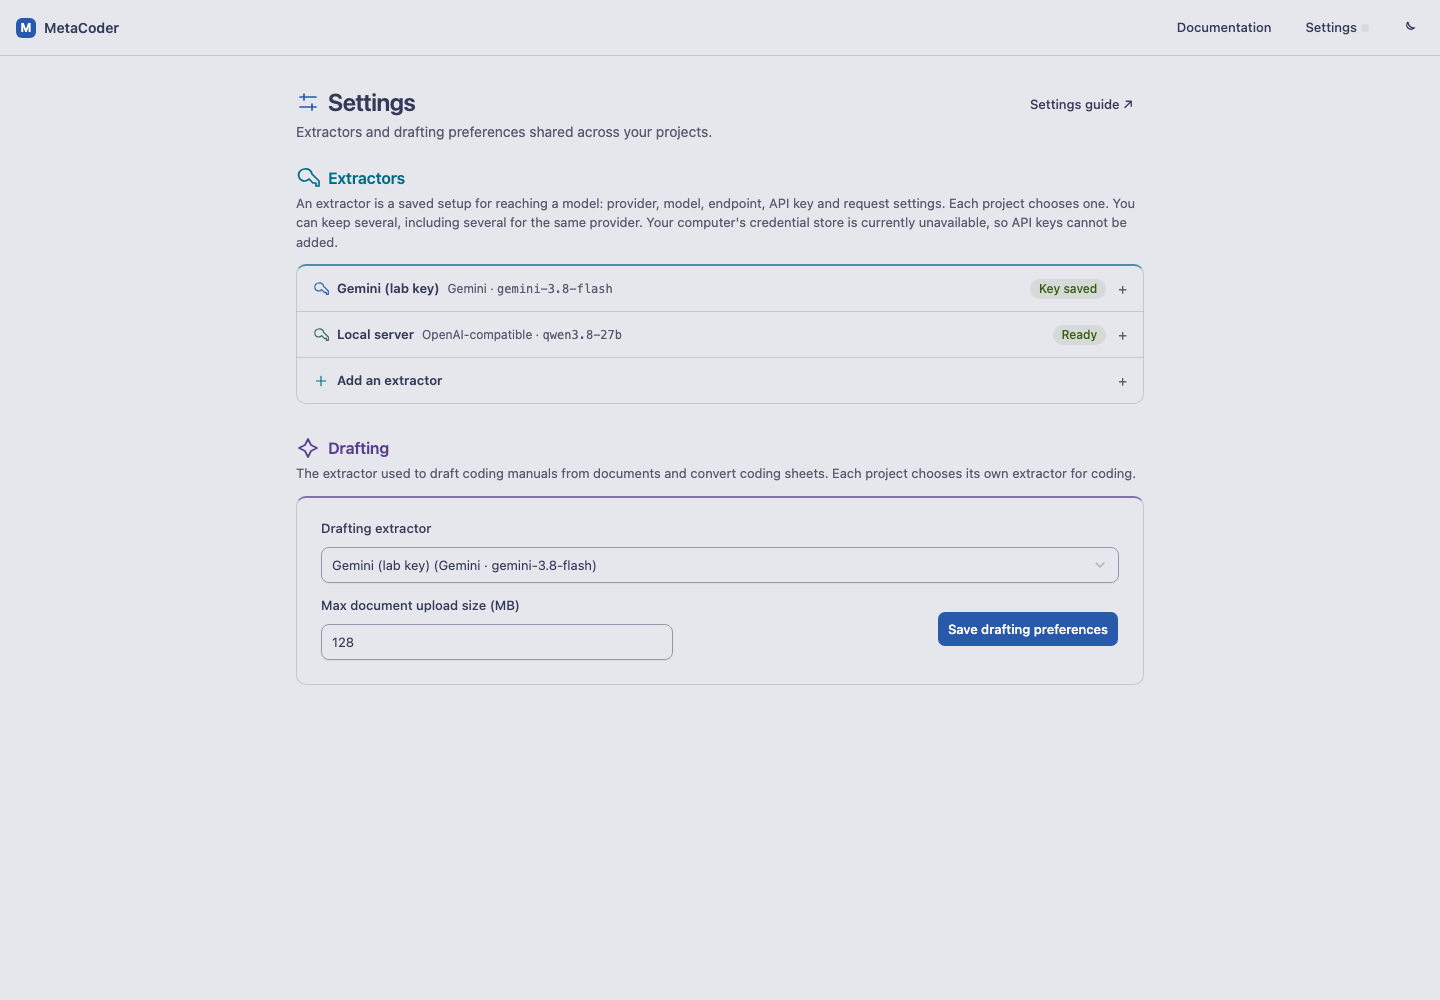 M MetaCoder
Documentation
Settings
Settings
Settings guide ↗
Extractors and drafting preferences shared across your projects.
Extractors
An extractor is a saved setup for reaching a model: provider, model, endpoint, API key and request settings. Each project chooses one. You
can keep several, including several for the same provider. Your computer's credential store is currently unavailable, so API keys cannot be
added.
Gemini (lab key) Gemini · gemini-3.8-flash Key saved +
Local server OpenAI-compatible · qwen3.8-27b Ready +
+ Add an extractor +
Drafting
The extractor used to draft coding manuals from documents and convert coding sheets. Each project chooses its own extractor for coding.
Drafting extractor
Gemini (lab key) (Gemini · gemini-3.8-flash)
Max document upload size (MB)
128
Save drafting preferences